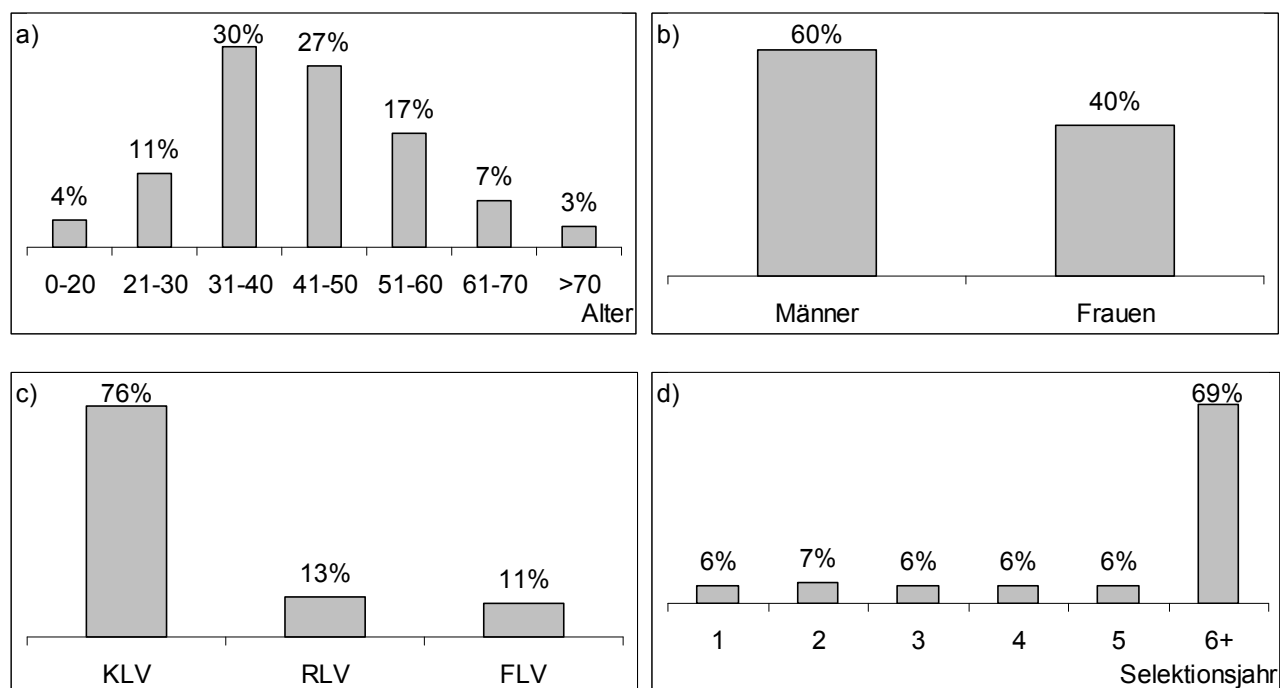 a)
30%
27%
17%
11%
7%
4%
3%
0-20 21-30 31-40 41-50 51-60 61-70 >70
Alter
b)
60%
40%
Männer Frauen
c)
76%
13%
11%
KLV RLV FLV
d)
69%
6% 7% 6% 6% 6%
1 2 3 4 5 6+
Selektionsjahr